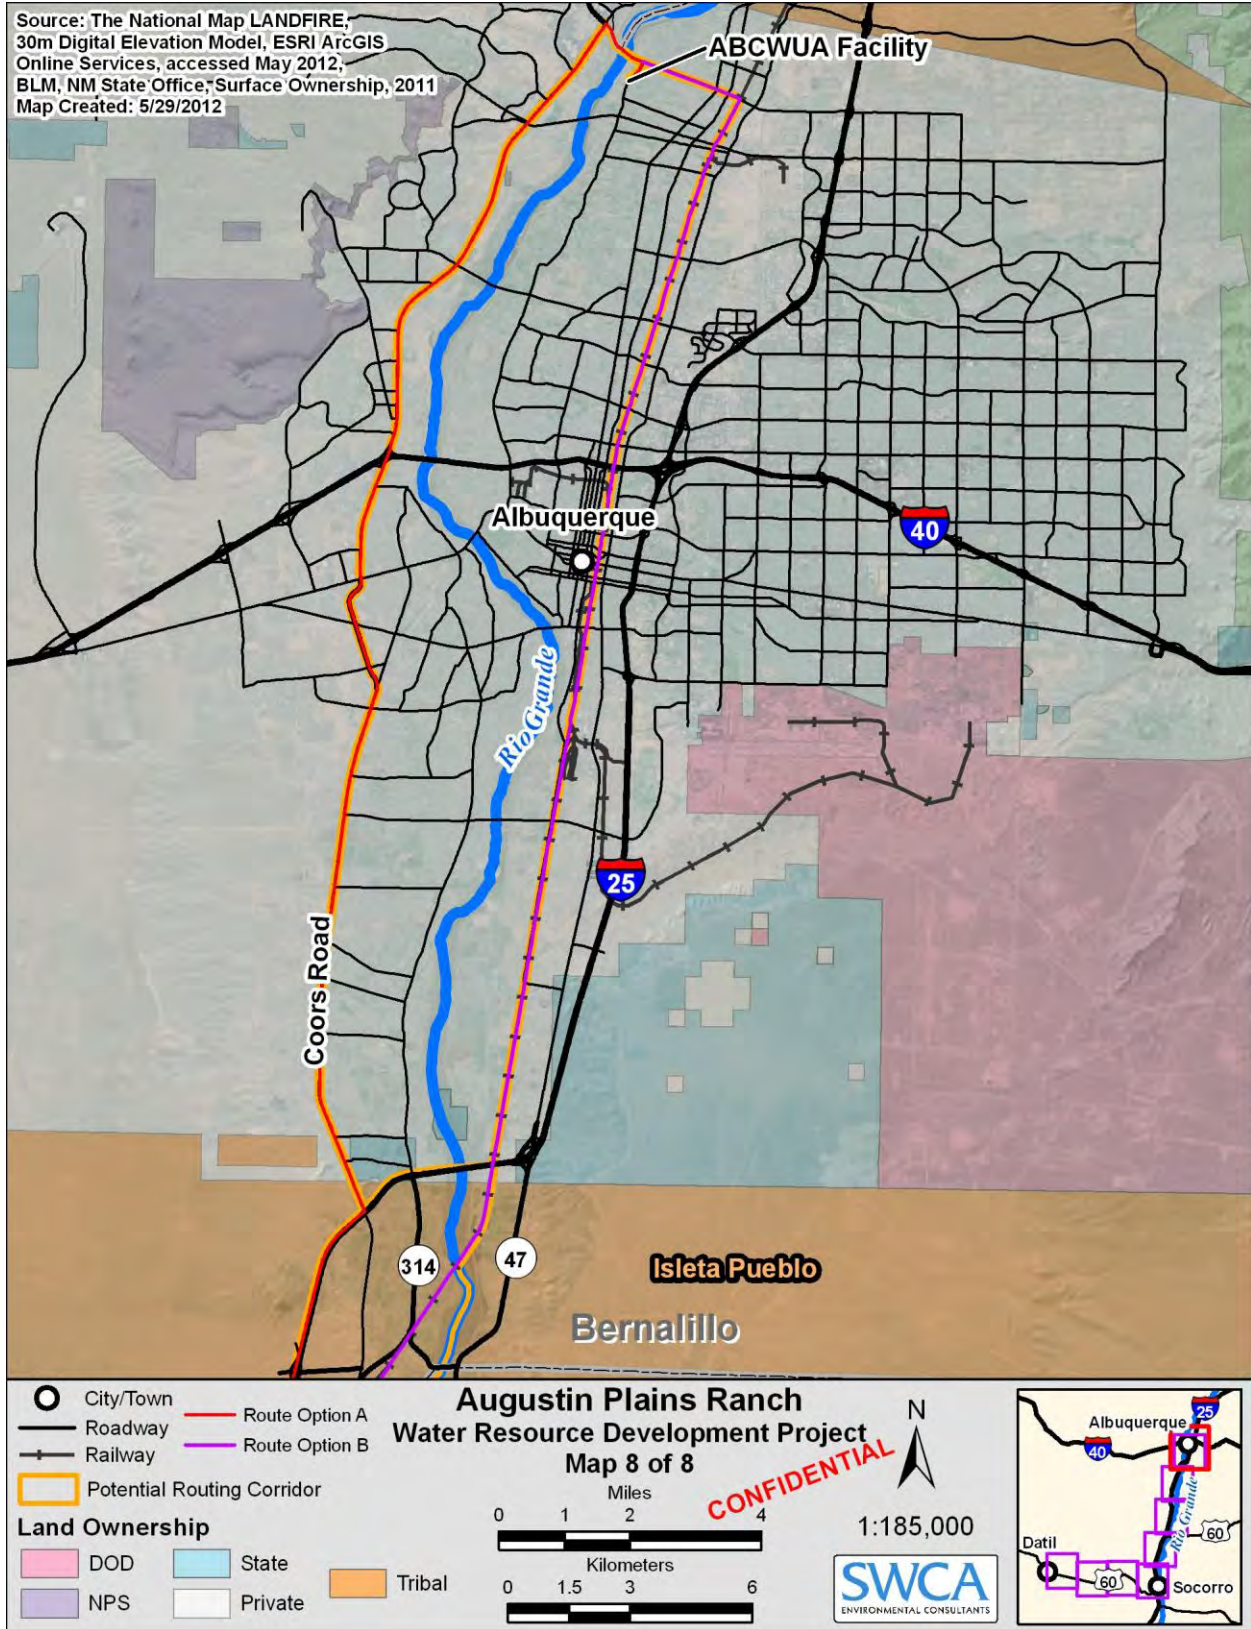 Source: The National Map LANDFIRE,
30m Digital Elevation Model, ESRI ArcGIS
Online Services, accessed May 2012,
BLM, NM State Office, Surface Ownership, 2011
Map Created: 5/29/2012
ABCWUA Facility
Albuquerque
40
Rio Grande
25
Coors Road
314
47
Isleta Pueblo
Bernalillo
City/Town
Roadway
Railway
Route Option A
Route Option B
Potential Routing Corridor
Land Ownership
DOD
NPS
State
Private
Tribal
Augustin Plains Ranch
Water Resource Development Project
Map 8 of 8
CONFIDENTIAL
Miles
0 1 2 4
Kilometers
0 1.5 3 6
N
1:185,000
SWCA
ENVIRONMENTAL CONSULTANTS
25
Albuquerque
40
Rio Grande
60
Datil
60
Socorro